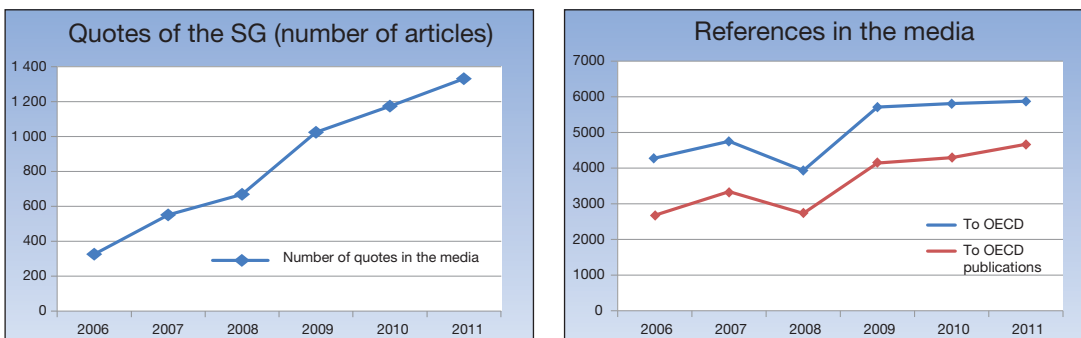 Quotes of the SG (number of articles)
1 400
1 200
1 000
800
600
400
200
0
Number of quotes in the media
2006 2007 2008 2009 2010 2011
References in the media
7000
6000
5000
4000
3000
2000
1000
0
To OECD
To OECD
publications
2006 2007 2008 2009 2010 2011